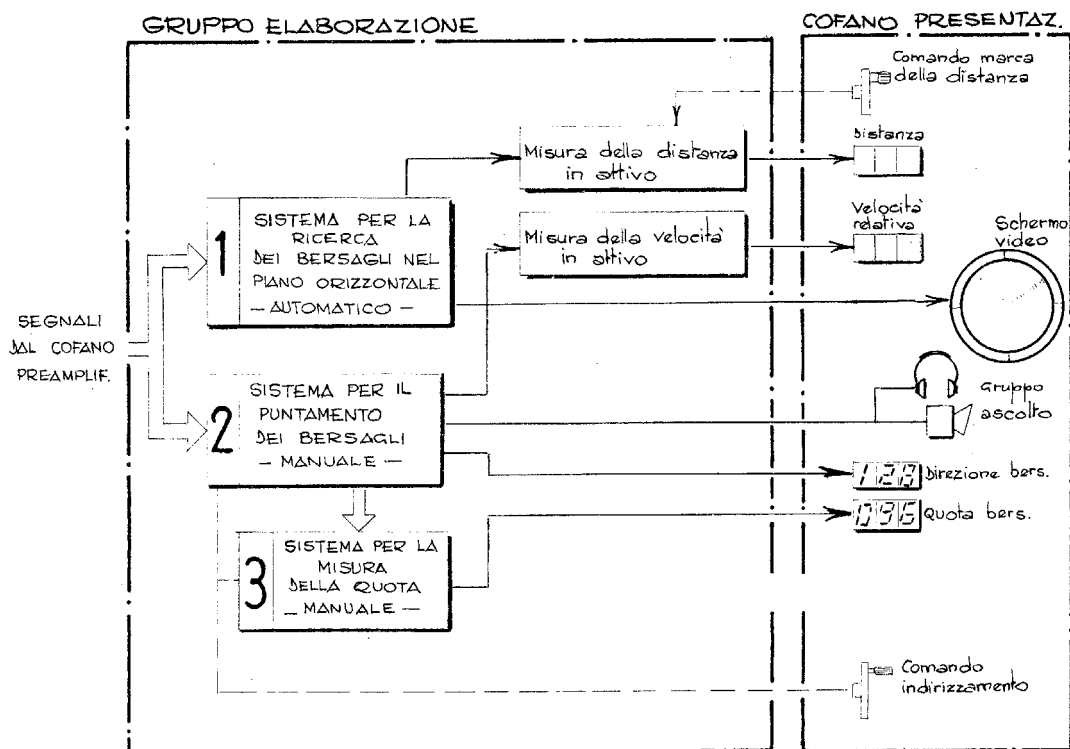 GRUPPO ELABORAZIONE
COFANO PRESENTAZ.
Comando marca
della distanza
Misura della distanza
in attivo
Distanza
1
SISTEMA PER LA
RICERCA
DEI BERSAGLI NEL
PIANO ORIZZONTALE
— AUTOMATICO —
Misura della velocità
in attivo
Velocità
relativa
Schermo
video
SEGNALI
DAL COFANO
PREAMPLIF.
2
SISTEMA PER IL
PUNTAMENTO
DEI BERSAGLI
— MANUALE —
Gruppo
ascolto
128 Direzione bers.
095 Quota bers.
3
SISTEMA PER LA
MISURA
DELLA QUOTA
— MANUALE —
Comando
indirizzamento